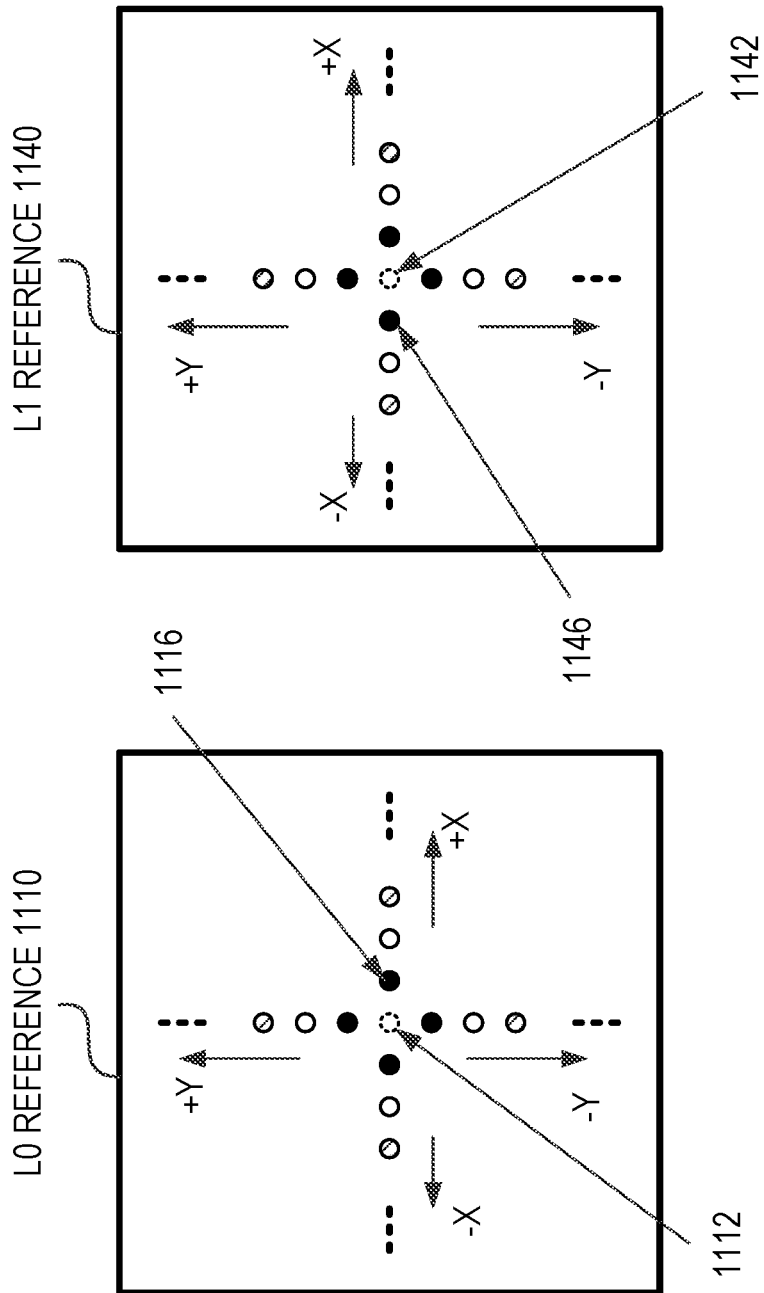 L0 REFERENCE 1110
1116
+Y
+X
-X
-Y
1112
L1 REFERENCE 1140
+Y
+X
-X
-Y
1146
1142